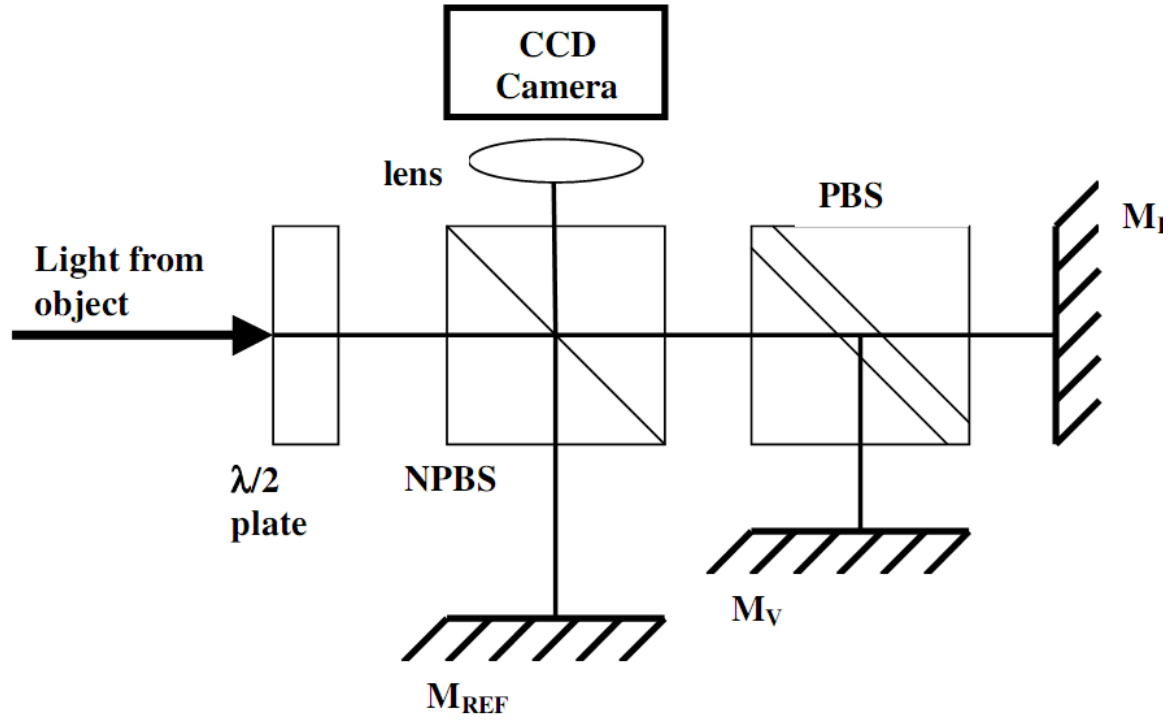 CCD
Camera
lens
PBS
Light from
object
λ/2
plate
NPBS
M_V
M_REF